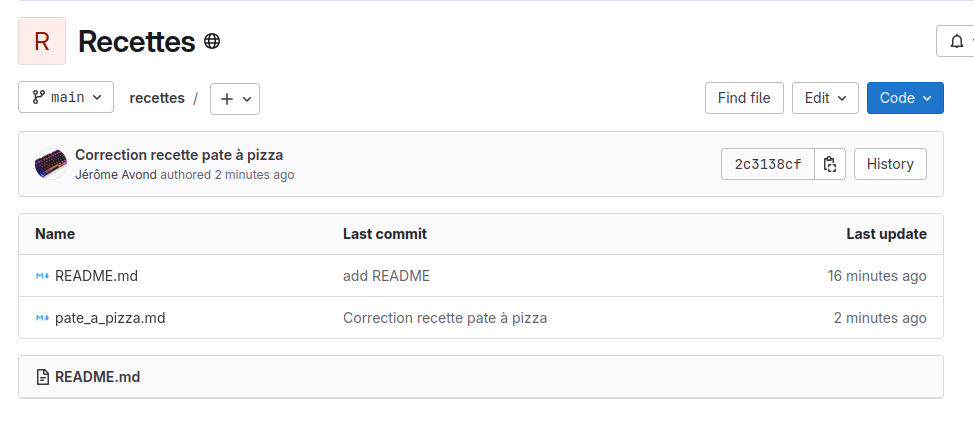 R Recettes
main recettes / + Find file Edit Code
Correction recette pate à pizza
Jérôme Avond authored 2 minutes ago
2c3138cf History
Name Last commit Last update
README.md add README 16 minutes ago
pate_a_pizza.md Correction recette pate à pizza 2 minutes ago
README.md